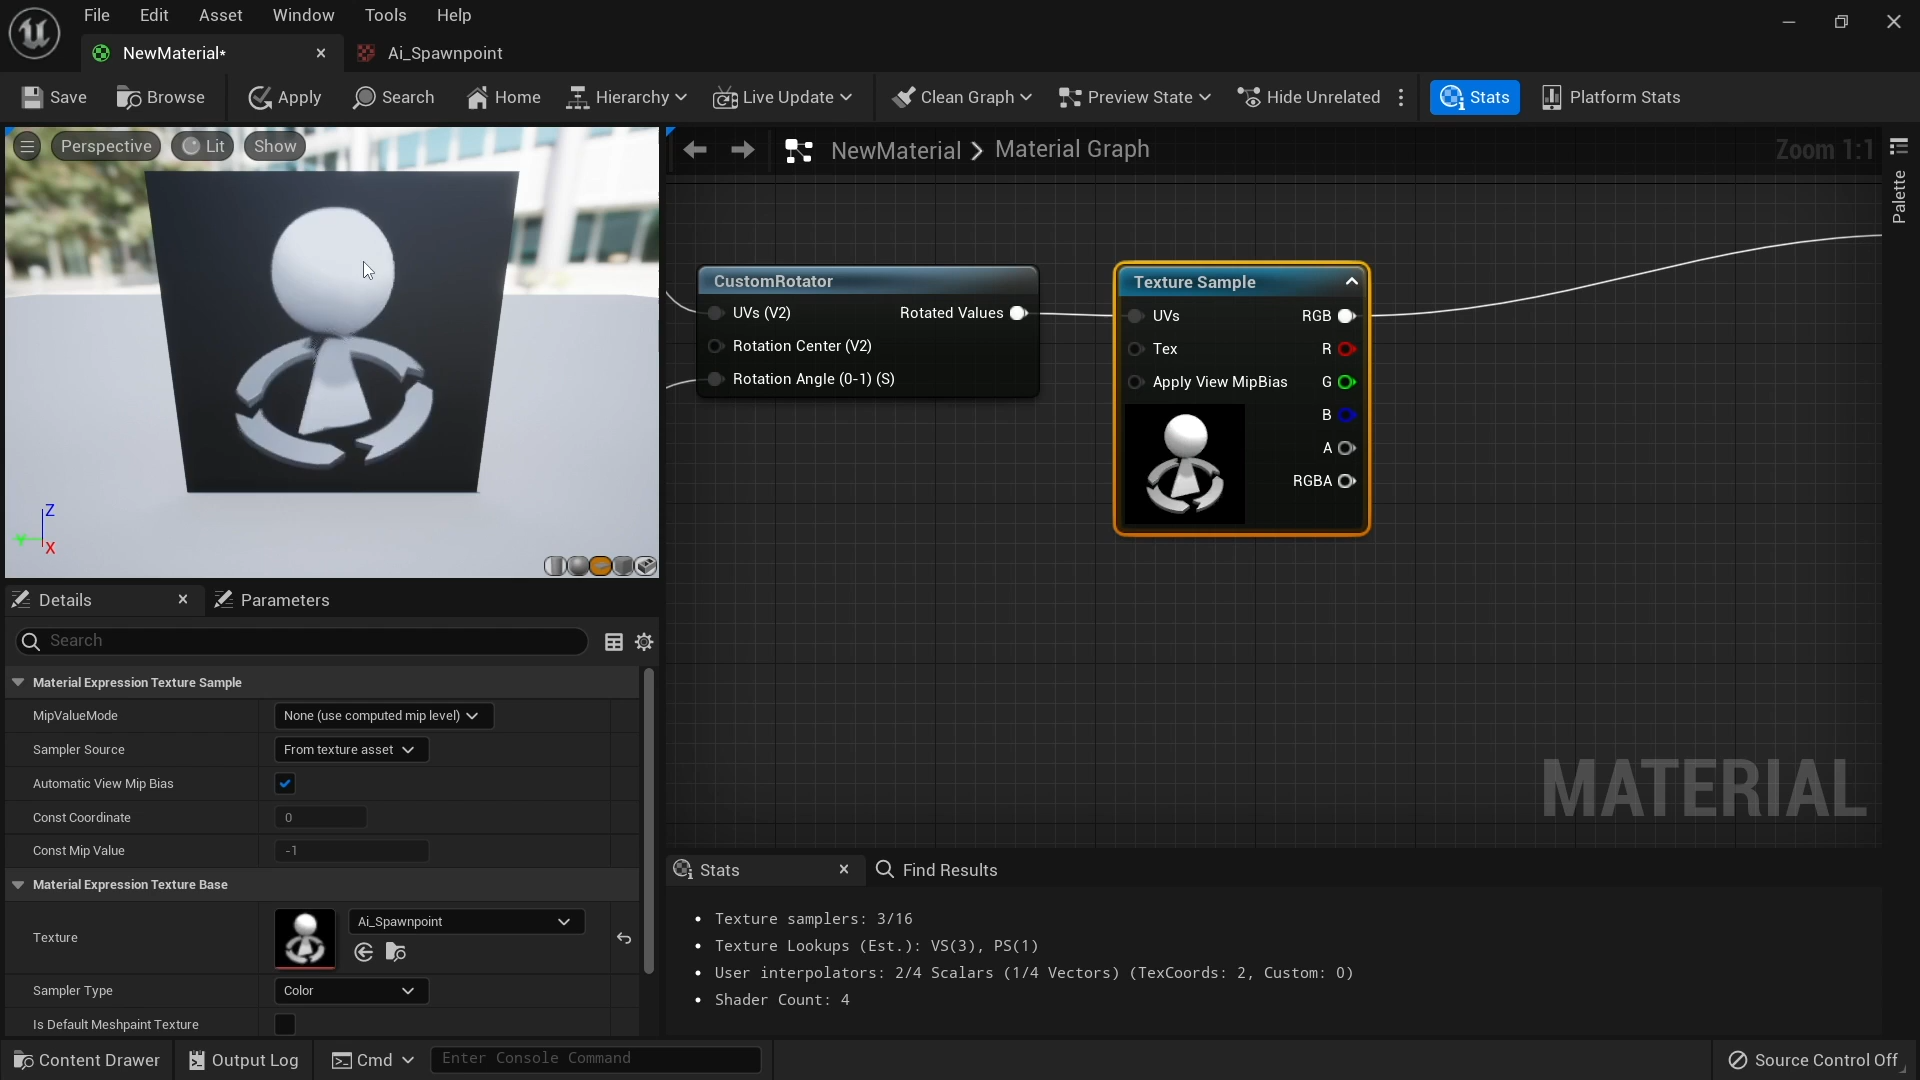 File Edit Asset Window Tools Help
NewMaterial* Ai_Spawnpoint
Save Browse Apply Search Home Hierarchy Live Update Clean Graph Preview State Hide Unrelated Stats Platform Stats
Perspective Lit Show
NewMaterial Material Graph Zoom 1:1
Palette
CustomRotator
UVs (V2) Rotated Values
Rotation Center (V2)
Rotation Angle (0-1) (S)
Texture Sample
UVs RGB
Tex R
Apply View MipBias G
B
A
RGBA
Z
Y
X
MATERIAL
Details Parameters
Search
Material Expression Texture Sample
MipValueMode None (use computed mip level)
Sampler Source From texture asset
Automatic View Mip Bias
Const Coordinate 0
Const Mip Value -1
Material Expression Texture Base
Texture Ai_Spawnpoint
Sampler Type Color
Is Default Meshpaint Texture
Stats Find Results
• Texture samplers: 3/16
• Texture Lookups (Est.): VS(3), PS(1)
• User interpolators: 2/4 Scalars (1/4 Vectors) (TexCoords: 2, Custom: 0)
• Shader Count: 4
Content Drawer Output Log Cmd Enter Console Command Source Control Off